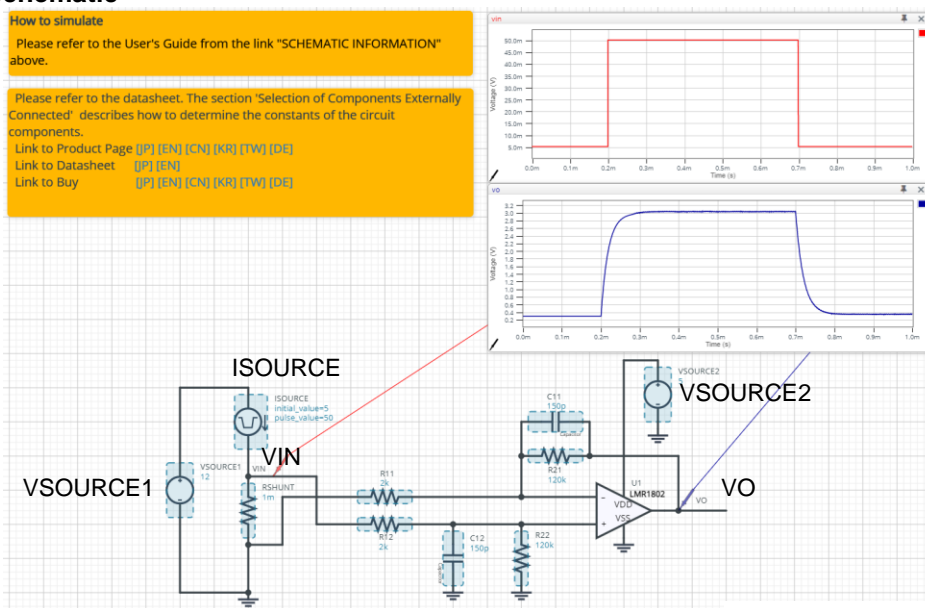 How to simulate
Please refer to the User's Guide from the link "SCHEMATIC INFORMATION"
above.
Please refer to the datasheet. The section 'Selection of Components Externally
Connected' describes how to determine the constants of the circuit
components.
Link to Product Page [JP] [EN] [CN] [KR] [TW] [DE]
Link to Datasheet [JP] [EN]
Link to Buy [JP] [EN] [CN] [KR] [TW] [DE]
vin
Voltage (V)
50.0m
45.0m
40.0m
35.0m
30.0m
25.0m
20.0m
15.0m
10.0m
5.0m
0.0m 0.1m 0.2m 0.3m 0.4m 0.5m 0.6m 0.7m 0.8m 0.9m 1.0m
Time (s)
vo
Voltage (V)
3.2
3.0
2.8
2.6
2.4
2.2
2.0
1.8
1.6
1.4
1.2
1.0
0.8
0.6
0.4
0.2
0.0m 0.1m 0.2m 0.3m 0.4m 0.5m 0.6m 0.7m 0.8m 0.9m 1.0m
Time (s)
ISOURCE
ISOURCE
initial_value=5
pulse_value=50
VSOURCE2
5
VSOURCE2
C11
150p
Capacitor
VIN
VIN
VSOURCE1
12
VSOURCE1
RSHUNT
1m
R11
2k
R21
120k
U1
LMR1802
VDD
VSS
-
+
VO
VO
R12
2k
C12
150p
R22
120k